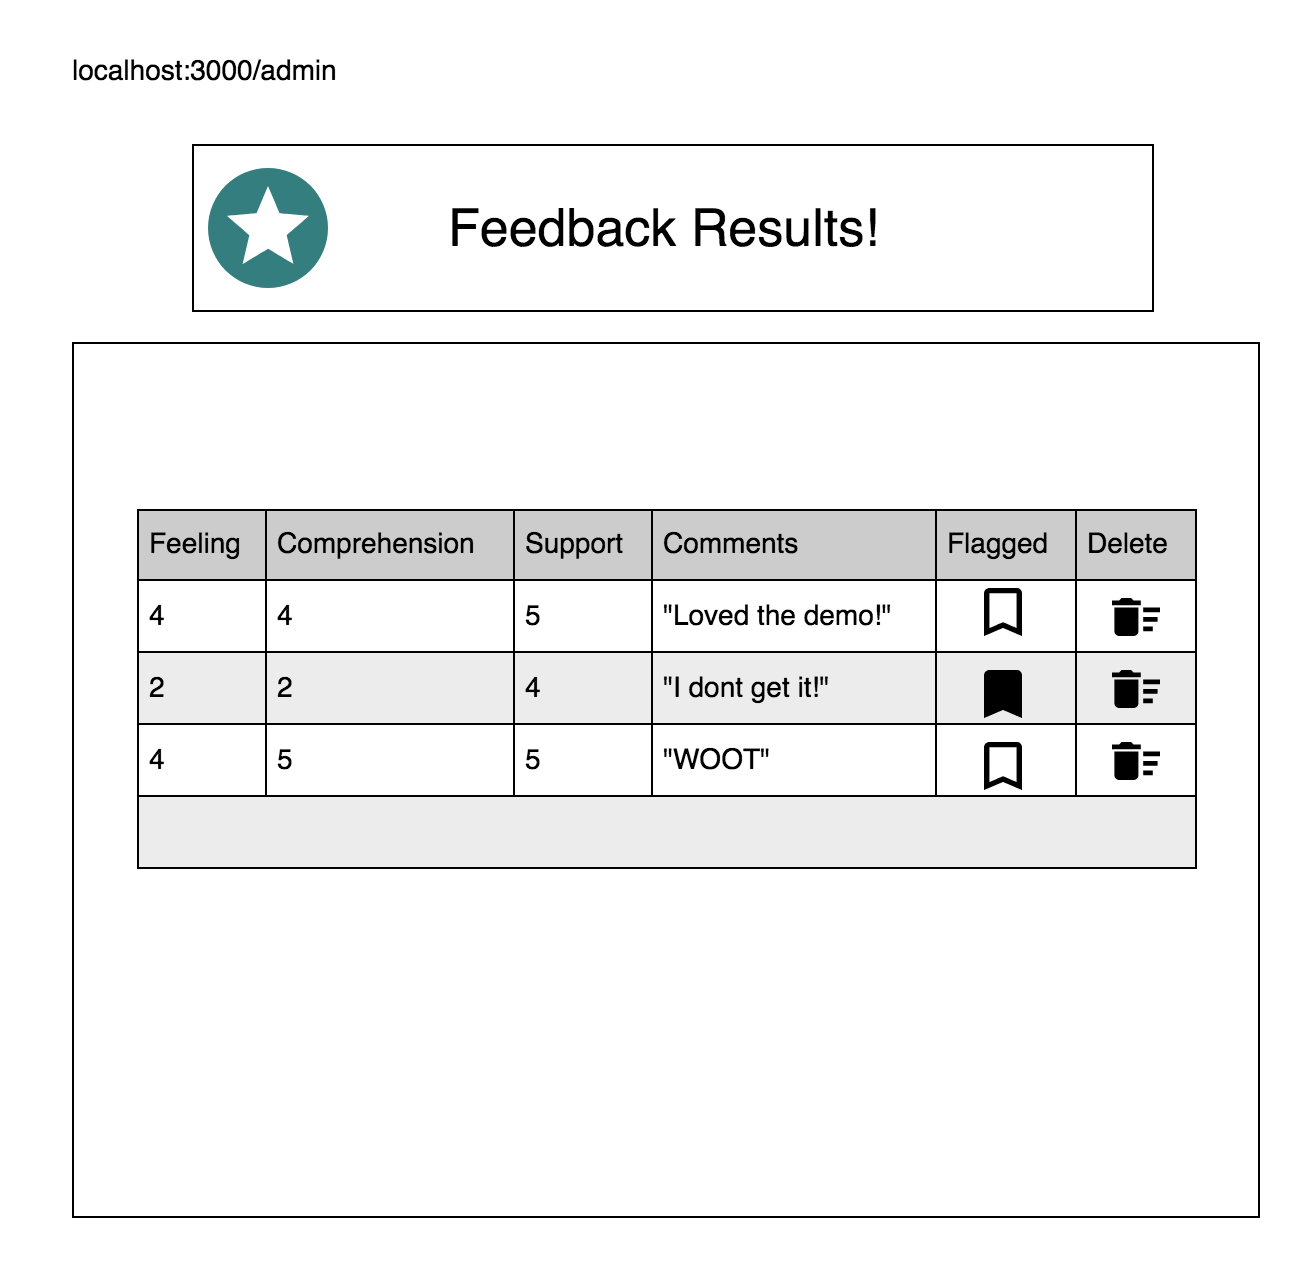 localhost:3000/admin
Feedback Results!
Feeling Comprehension Support Comments Flagged Delete
4 4 5 "Loved the demo!"
2 2 4 "I dont get it!"
4 5 5 "WOOT"